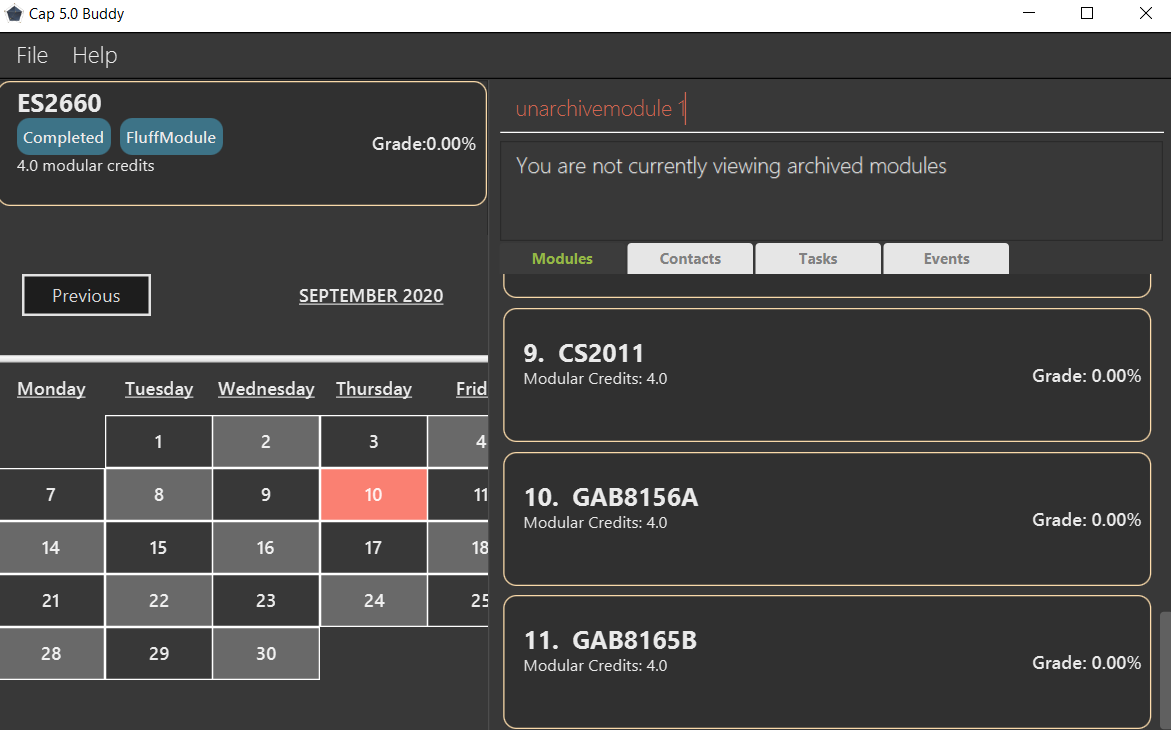 Cap 5.0 Buddy
File Help
ES2660
Completed FluffModule
Grade:0.00%
4.0 modular credits
Previous
SEPTEMBER 2020
Monday Tuesday Wednesday Thursday Frid
1 2 3 4
7 8 9 10 11
14 15 16 17 18
21 22 23 24 25
28 29 30
unarchivemodule 1
You are not currently viewing archived modules
Modules Contacts Tasks Events
9. CS2011
Modular Credits: 4.0
Grade: 0.00%
10. GAB8156A
Modular Credits: 4.0
Grade: 0.00%
11. GAB8165B
Modular Credits: 4.0
Grade: 0.00%